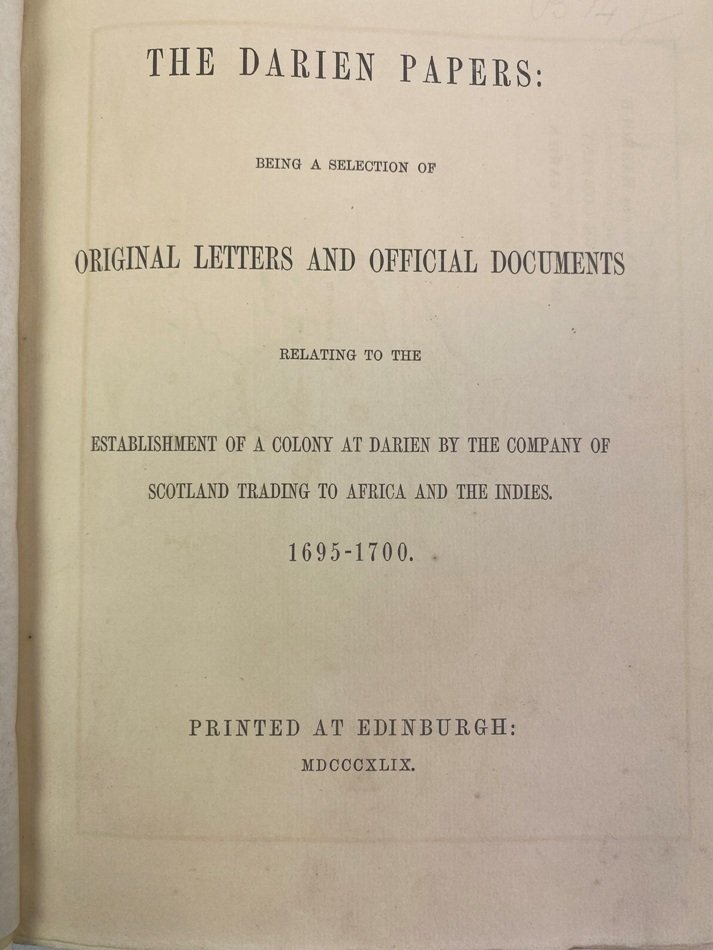 THE DARIEN PAPERS:
BEING A SELECTION OF
ORIGINAL LETTERS AND OFFICIAL DOCUMENTS
RELATING TO THE
ESTABLISHMENT OF A COLONY AT DARIEN BY THE COMPANY OF
SCOTLAND TRADING TO AFRICA AND THE INDIES.
1695-1700.
PRINTED AT EDINBURGH:
MDCCCXLIX.